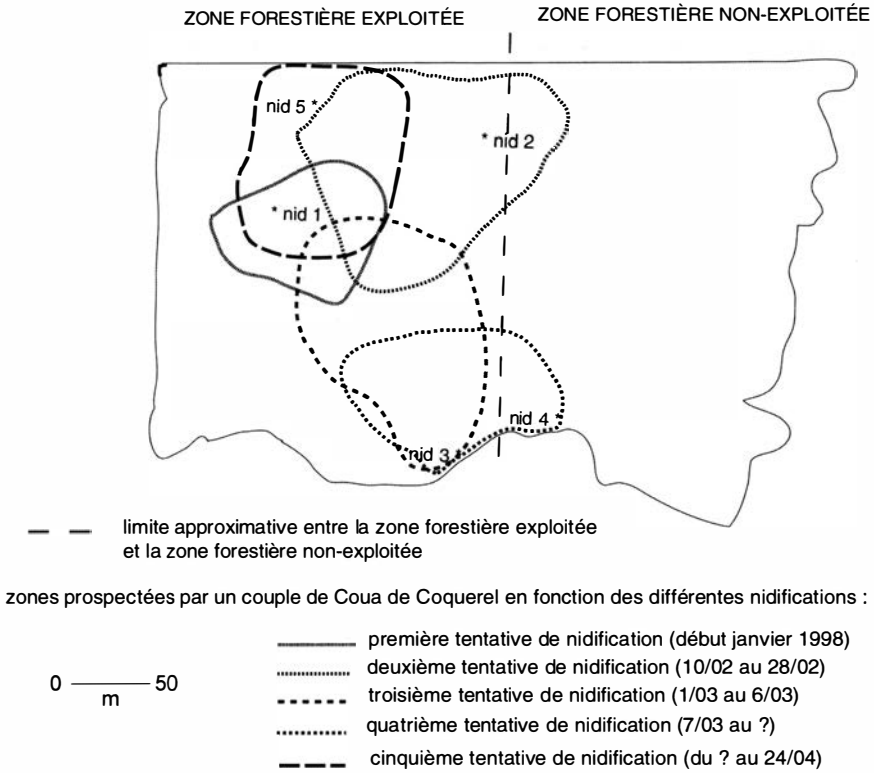 ZONE FORESTIÈRE EXPLOITÉE
ZONE FORESTIÈRE NON-EXPLOITÉE
nid 5 *
* nid 2
* nid 1
nid 4 *
nid 3 *
limite approximative entre la zone forestière exploitée
et la zone forestière non-exploitée
zones prospectées par un couple de Coua de Coquerel en fonction des différentes nidifications :
0 50
m
première tentative de nidification (début janvier 1998)
deuxième tentative de nidification (10/02 au 28/02)
troisième tentative de nidification (1/03 au 6/03)
quatrième tentative de nidification (7/03 au ?)
cinquième tentative de nidification (du ? au 24/04)